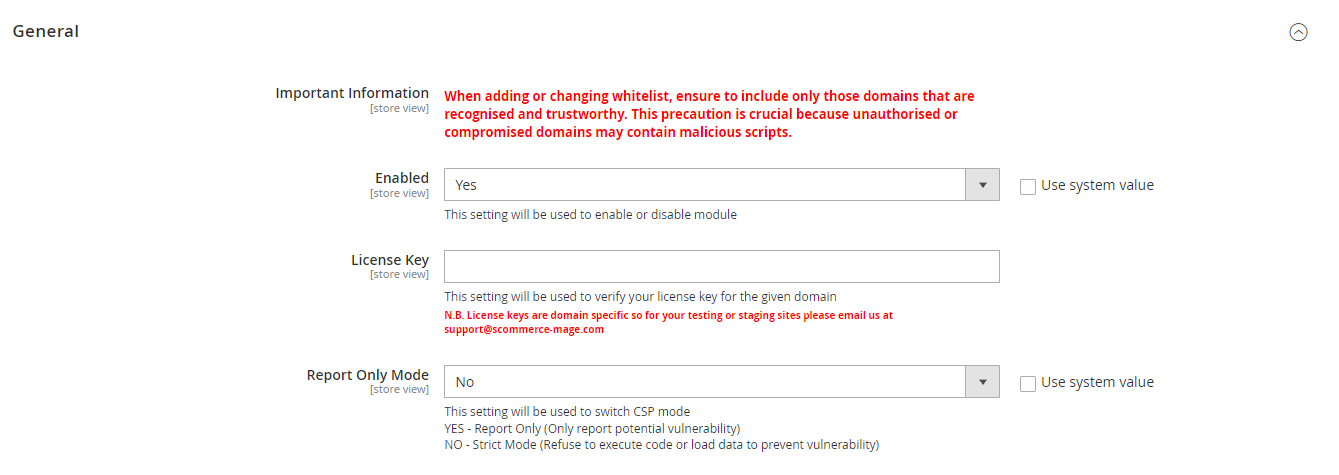 General
Important Information
[store view]
When adding or changing whitelist, ensure to include only those domains that are
recognised and trustworthy. This precaution is crucial because unauthorised or
compromised domains may contain malicious scripts.
Enabled
[store view]
Yes
Use system value
This setting will be used to enable or disable module
License Key
[store view]
This setting will be used to verify your license key for the given domain
N.B. License keys are domain specific so for your testing or staging sites please email us at
support@scommerce-mage.com
Report Only Mode
[store view]
No
Use system value
This setting will be used to switch CSP mode
YES - Report Only (Only report potential vulnerability)
NO - Strict Mode (Refuse to execute code or load data to prevent vulnerability)